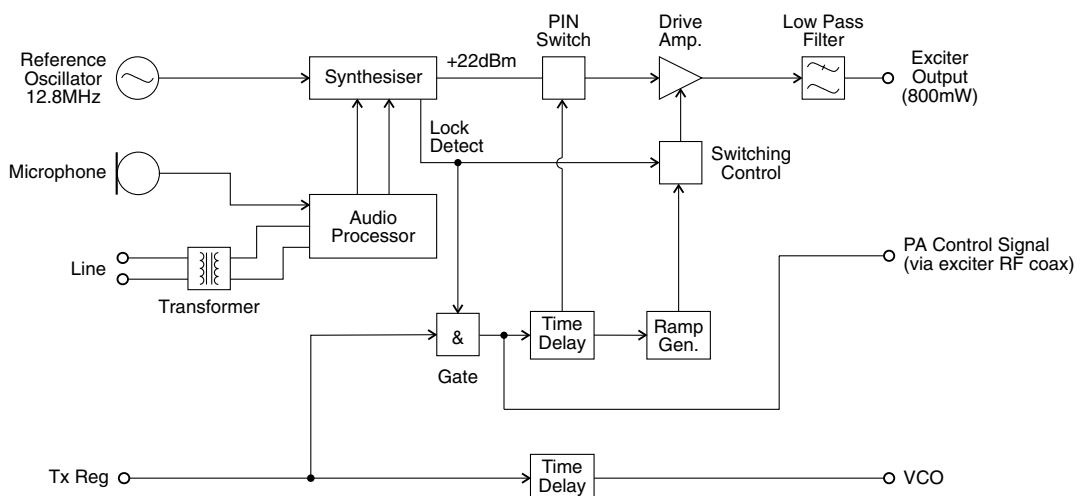 PIN
Switch
Drive
Amp.
Low Pass
Filter
Reference
Oscillator
12.8MHz
Synthesiser
+22dBm
Exciter
Output
(800mW)
Lock
Detect
Switching
Control
Microphone
Audio
Processor
Line
Transformer
PA Control Signal
(via exciter RF coax)
&
Gate
Time
Delay
Ramp
Gen.
Tx Reg
Time
Delay
VCO